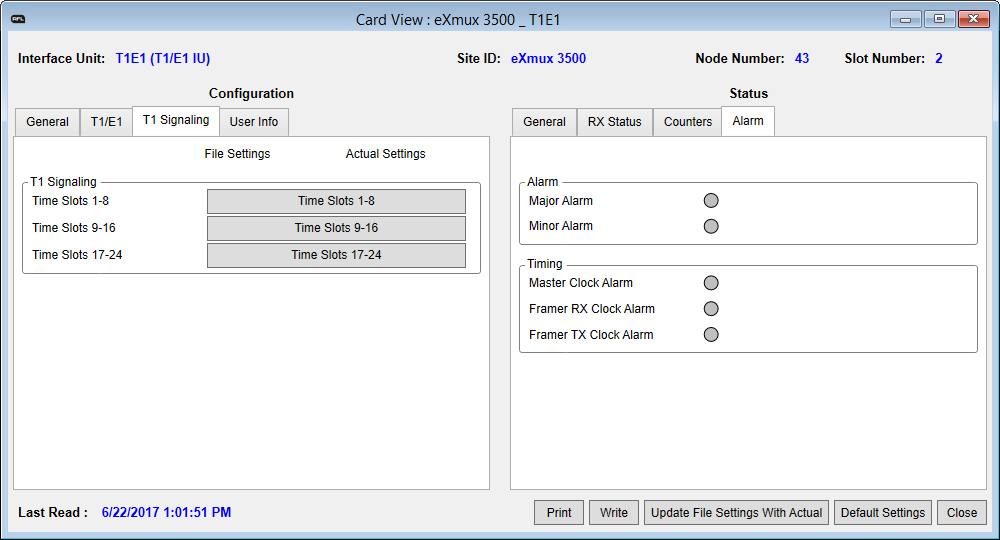 RFL
Card View : eXmux 3500 _ T1E1
Interface Unit: T1E1 (T1/E1 IU) Site ID: eXmux 3500 Node Number: 43 Slot Number: 2
Configuration
General T1/E1 T1 Signaling User Info
File Settings Actual Settings
T1 Signaling
Time Slots 1-8 Time Slots 1-8
Time Slots 9-16 Time Slots 9-16
Time Slots 17-24 Time Slots 17-24
Status
General RX Status Counters Alarm
Alarm
Major Alarm
Minor Alarm
Timing
Master Clock Alarm
Framer RX Clock Alarm
Framer TX Clock Alarm
Last Read : 6/22/2017 1:01:51 PM
Print Write Update File Settings With Actual Default Settings Close